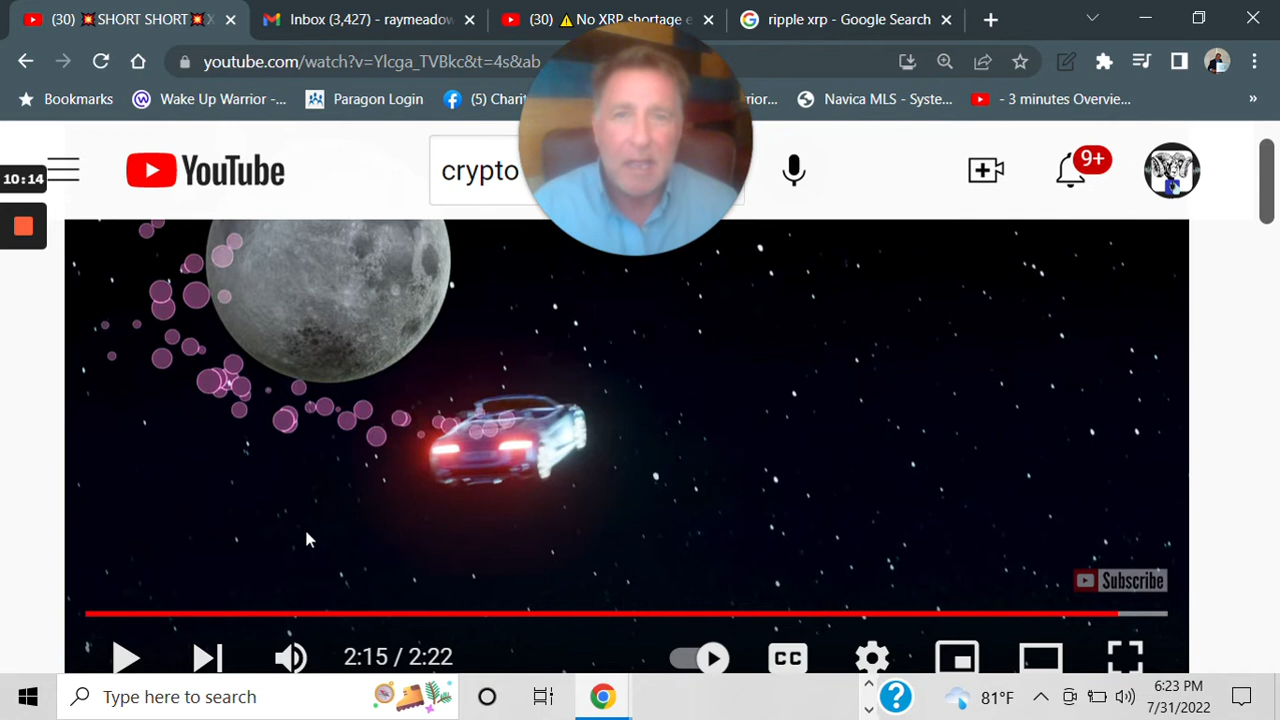 (30) 💥SHORT SHORT💥X
Inbox (3,427) - raymeadow
(30) ⚠️No XRP shortage e
ripple xrp - Google Search
youtube.com/watch?v=Ylcga_TVBkc&t=4s&ab
Bookmarks
Wake Up Warrior -...
Paragon Login
(5) Charit
rior...
Navica MLS - Syste...
- 3 minutes Overvie...
»
10:14
YouTube
crypto
9+
Subscribe
2:15 / 2:22
CC
Type here to search
81°F
6:23 PM
7/31/2022